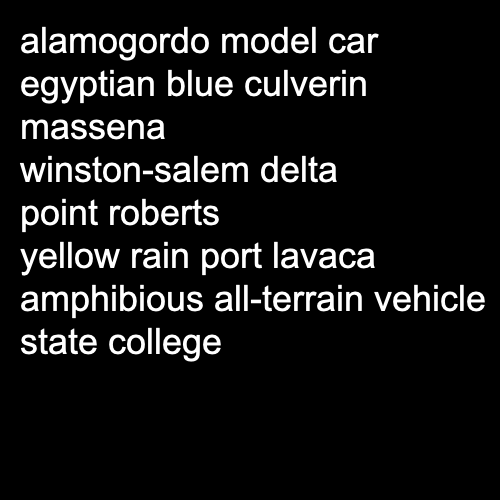 alamogordo model car
egyptian blue culverin
massena
winston-salem delta
point roberts
yellow rain port lavaca
amphibious all-terrain vehicle
state college